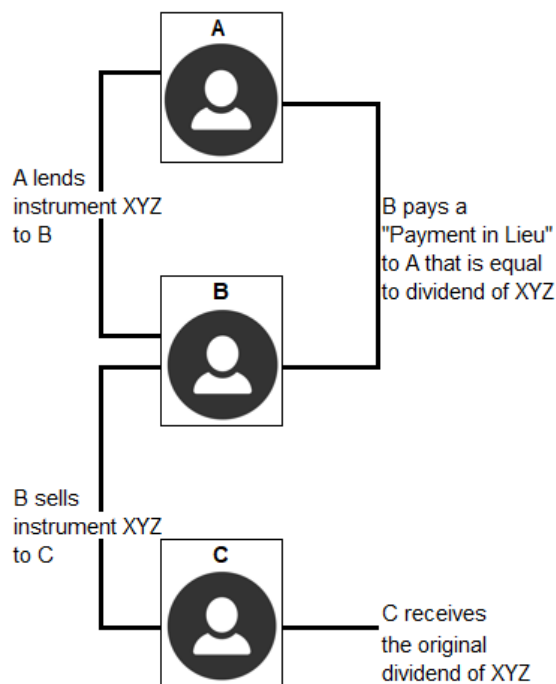 A
A lends
instrument XYZ
to B
B pays a
"Payment in Lieu"
to A that is equal
to dividend of XYZ
B
B sells
instrument XYZ
to C
C
C receives
the original
dividend of XYZ